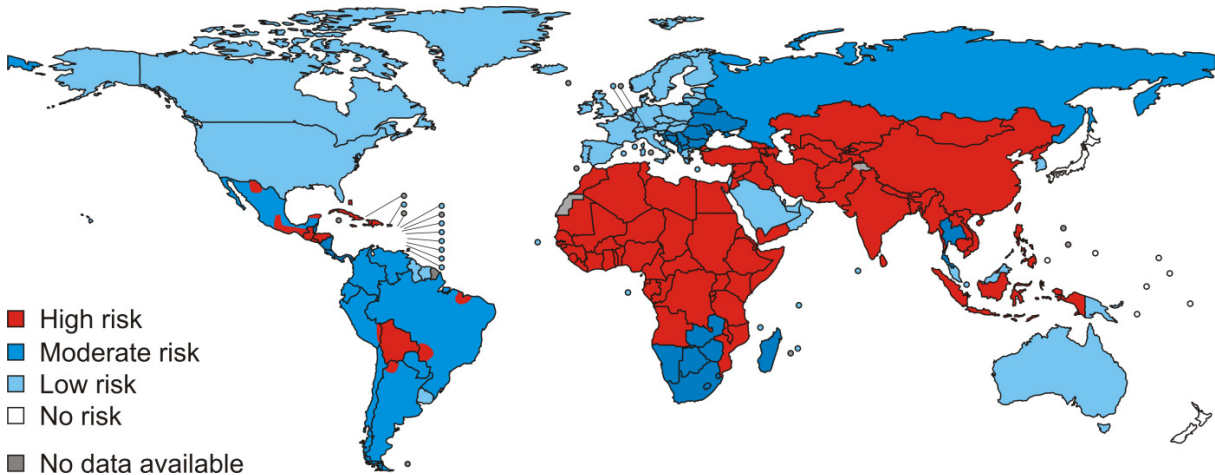 High risk
Moderate risk
Low risk
No risk
No data available